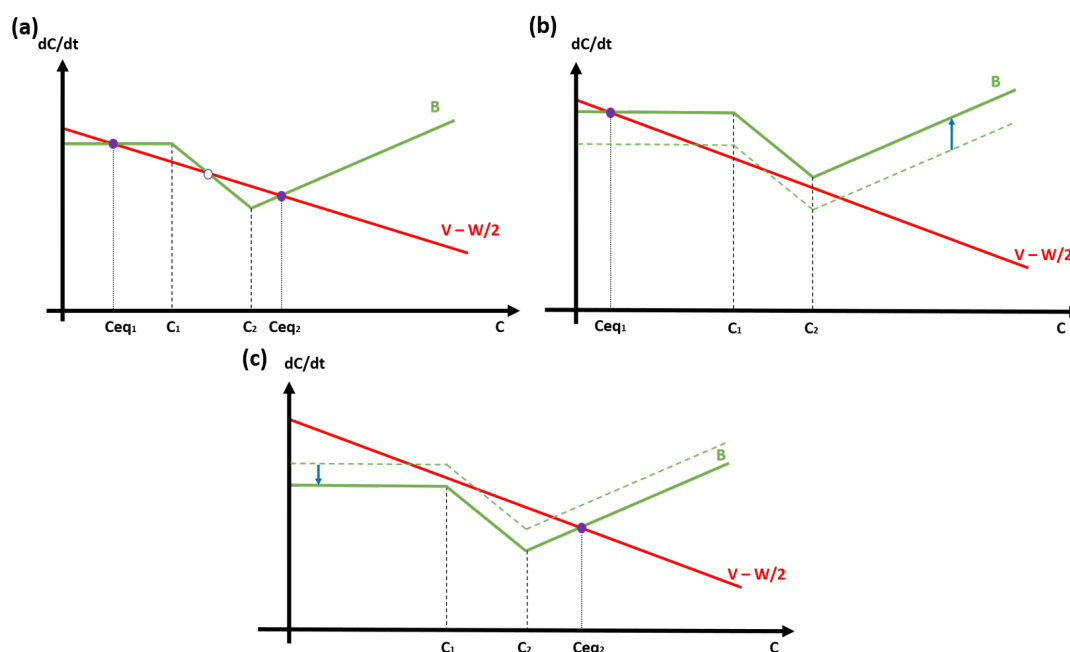 (a)
dC/dt
B
V – W/2
Ceq₁ C₁ C₂ Ceq₂ C
(b)
dC/dt
B
V – W/2
Ceq₁ C₁ C₂ C
(c)
dC/dt
B
V – W/2
C₁ C₂ Ceq₂ C